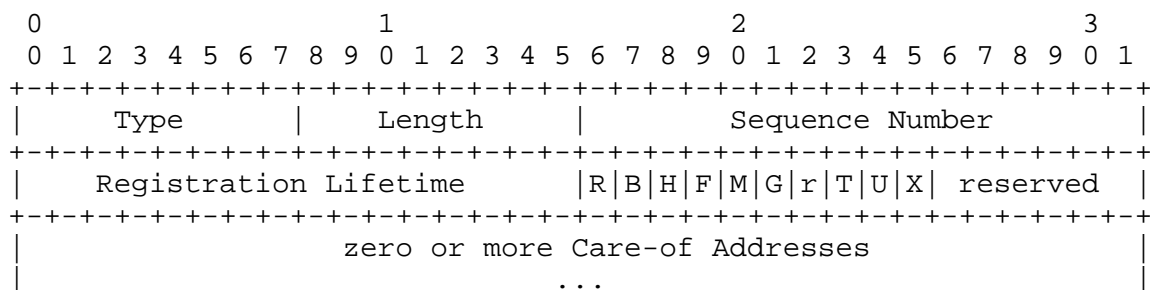 0                   1                   2                   3
 0 1 2 3 4 5 6 7 8 9 0 1 2 3 4 5 6 7 8 9 0 1 2 3 4 5 6 7 8 9 0 1
+-+-+-+-+-+-+-+-+-+-+-+-+-+-+-+-+-+-+-+-+-+-+-+-+-+-+-+-+-+-+-+-+
|     Type      |    Length     |        Sequence Number        |
+-+-+-+-+-+-+-+-+-+-+-+-+-+-+-+-+-+-+-+-+-+-+-+-+-+-+-+-+-+-+-+-+
|    Registration Lifetime      |R|B|H|F|M|G|r|T|U|X| reserved  |
+-+-+-+-+-+-+-+-+-+-+-+-+-+-+-+-+-+-+-+-+-+-+-+-+-+-+-+-+-+-+-+-+
|                  zero or more Care-of Addresses               |
|                              ...                              |